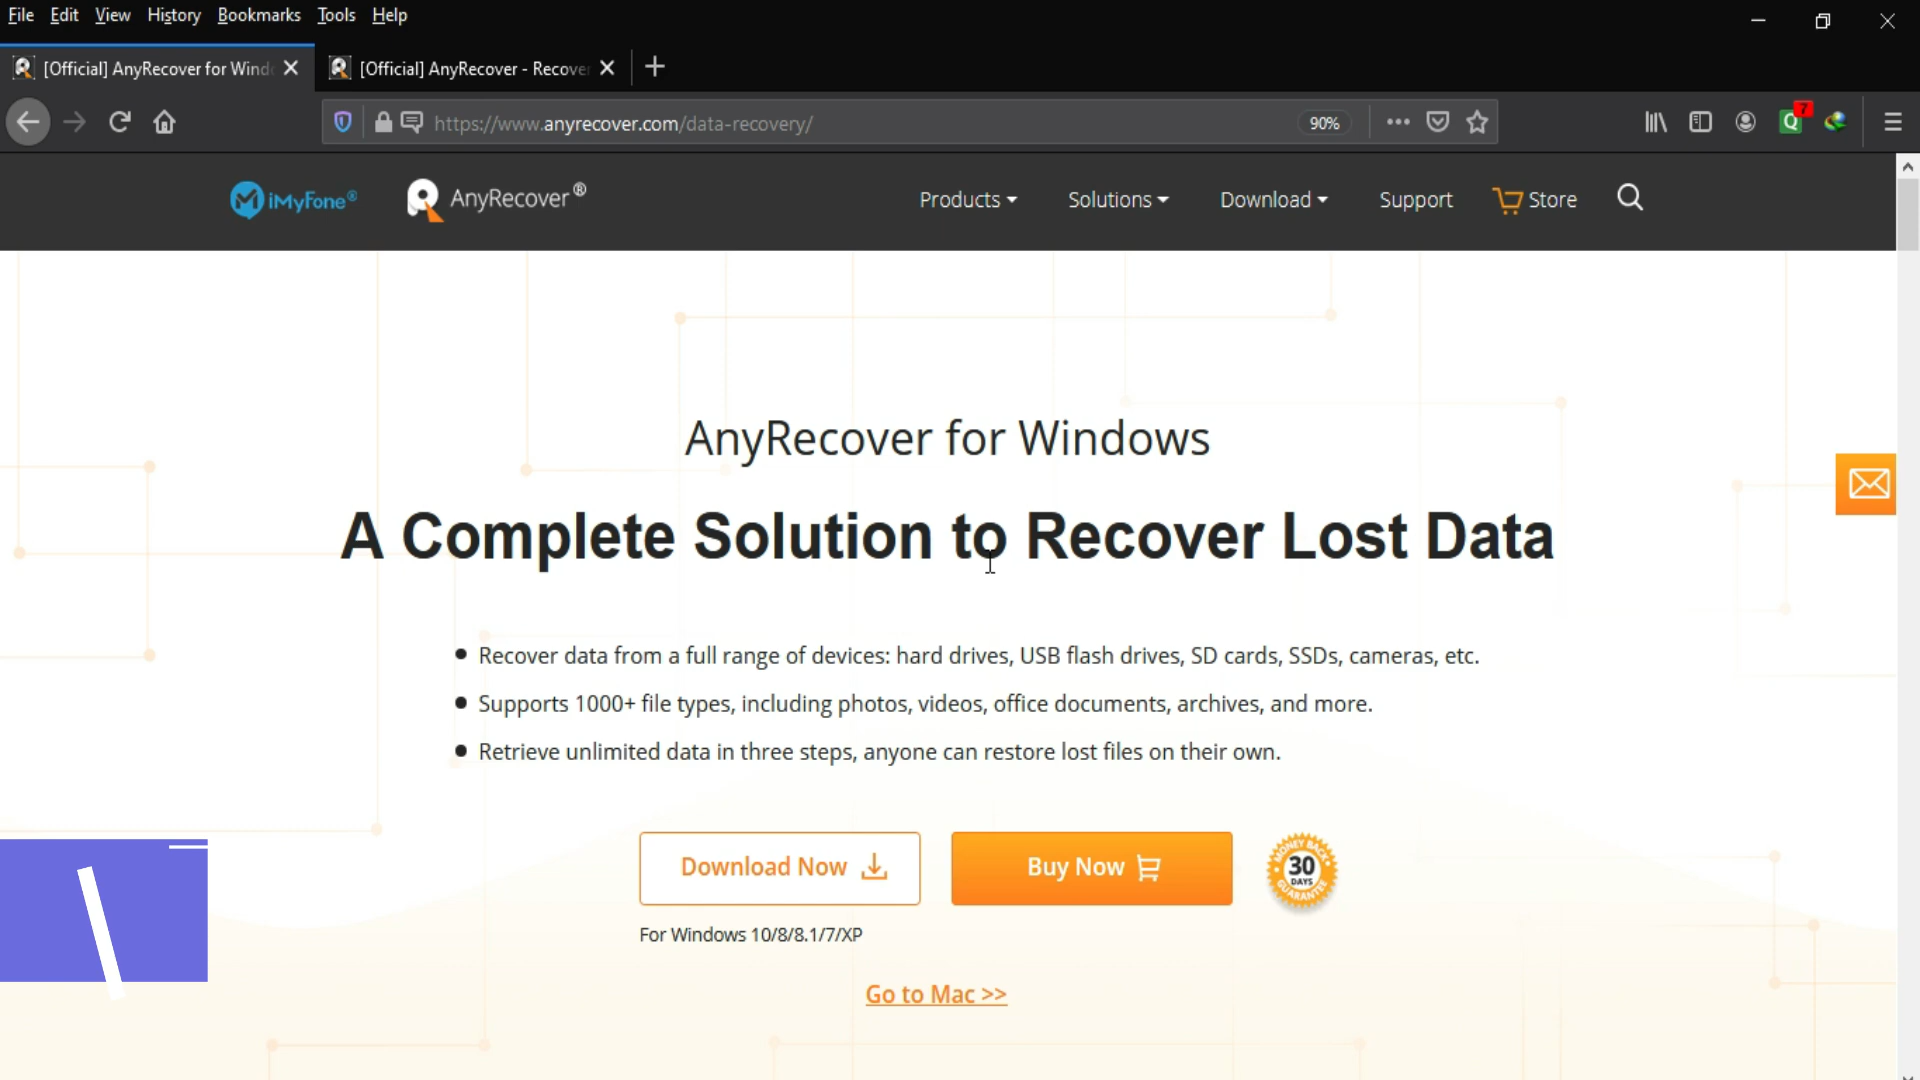 File Edit View History Bookmarks Tools Help
[Official] AnyRecover for Wind
[Official] AnyRecover - Recover
https://www.anyrecover.com/data-recovery/
90%
Q 7
iMyFone®
AnyRecover®
Products
Solutions
Download
Support
Store
AnyRecover for Windows
A Complete Solution to Recover Lost Data
Recover data from a full range of devices: hard drives, USB flash drives, SD cards, SSDs, cameras, etc.
Supports 1000+ file types, including photos, videos, office documents, archives, and more.
Retrieve unlimited data in three steps, anyone can restore lost files on their own.
Download Now
Buy Now
MONEY BACK
30
DAYS
GUARANTEE
For Windows 10/8/8.1/7/XP
Go to Mac >>